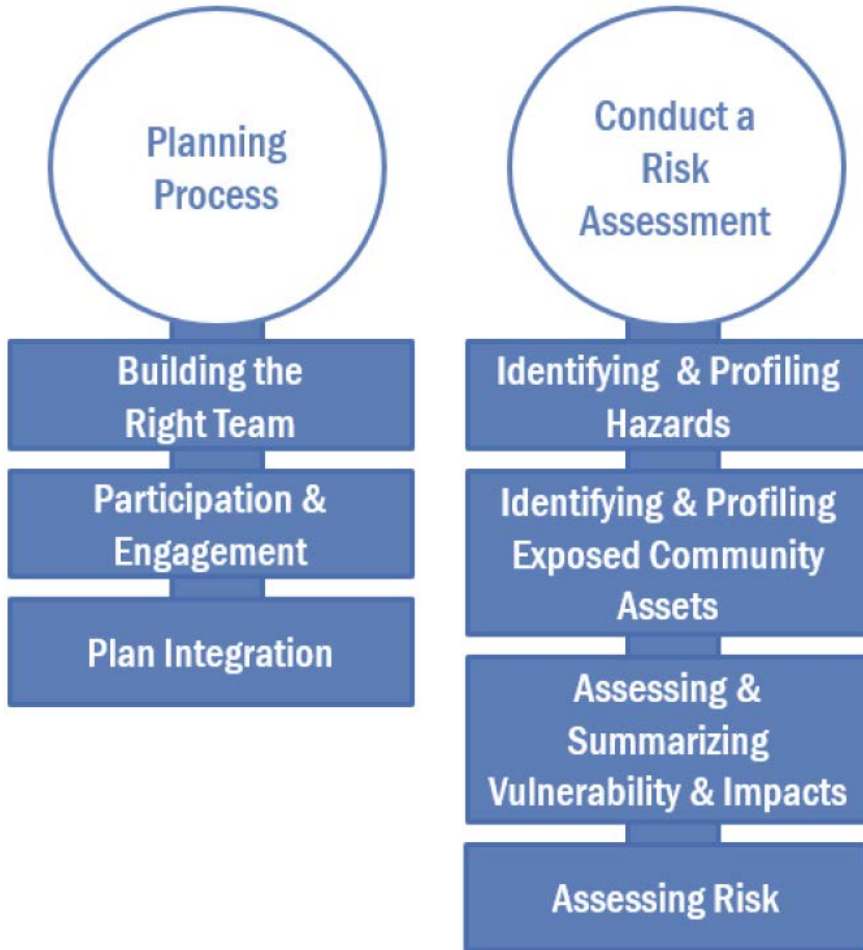 Planning
Process
Building the
Right Team
Participation &
Engagement
Plan Integration
Conduct a
Risk
Assessment
Identifying & Profiling
Hazards
Identifying & Profiling
Exposed Community
Assets
Assessing &
Summarizing
Vulnerability & Impacts
Assessing Risk